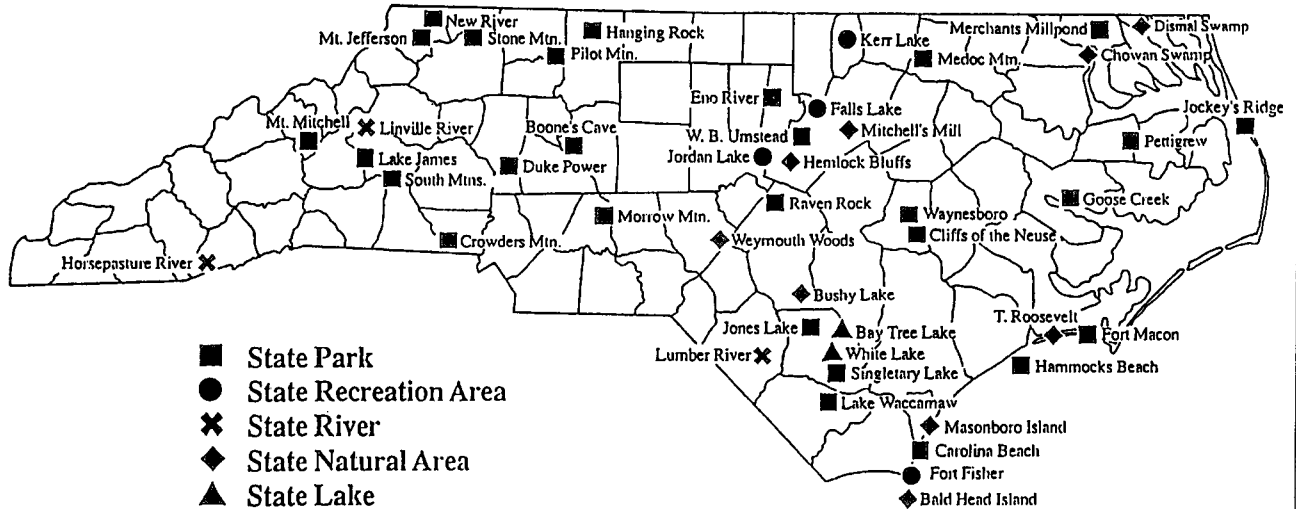 New River
Mt. Jefferson
Stone Mtn.
Hanging Rock
Pilot Mtn.
Kerr Lake
Merchants Millpond
Dismal Swamp
Medoc Mtn.
Chowan Swamp
Eno River
Falls Lake
Jockey's Ridge
Mt. Mitchell
Linville River
Boone's Cave
W. B. Umstead
Mitchell's Mill
Pettigrew
Lake James
Duke Power
Jordan Lake
Hemlock Bluffs
South Mtns.
Raven Rock
Goose Creek
Morrow Mtn.
Waynesboro
Crowders Mtn.
Weymouth Woods
Cliffs of the Neuse
Horsepasture River
Bushy Lake
T. Roosevelt
Jones Lake
Bay Tree Lake
Fort Macon
Lumber River
White Lake
Singletary Lake
Hammocks Beach
Lake Waccamaw
Masonboro Island
Carolina Beach
Fort Fisher
Bald Head Island
State Park
State Recreation Area
State River
State Natural Area
State Lake